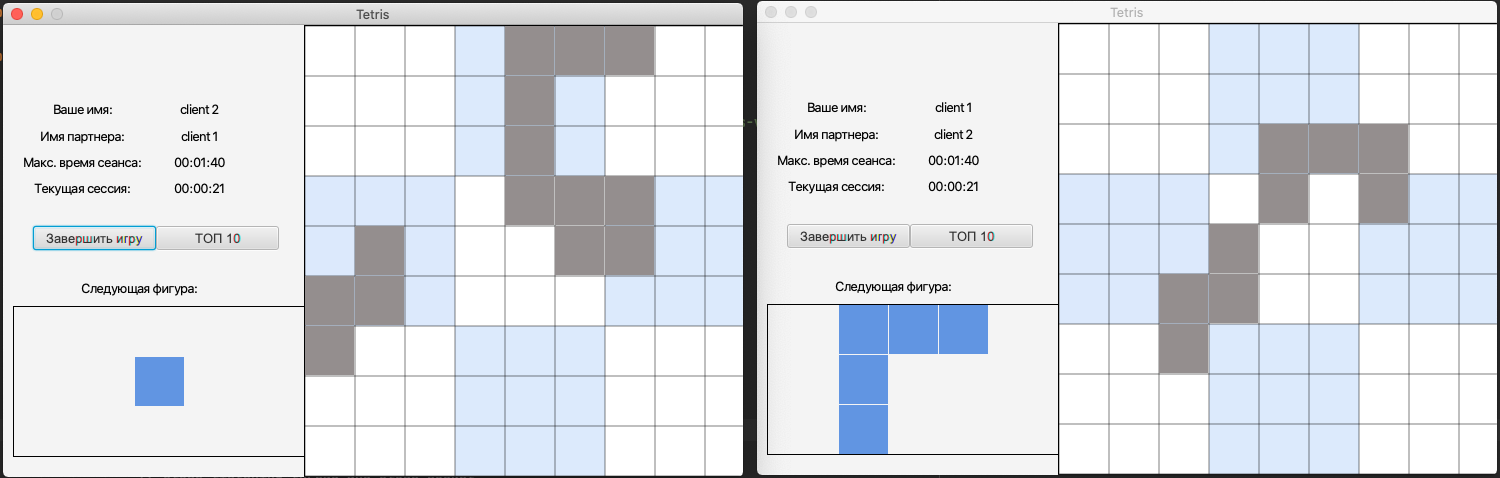 Tetris
Ваше имя: client 2
Имя партнера: client 1
Макс. время сеанса: 00:01:40
Текущая сессия: 00:00:21
Завершить игру ТОП 10
Следующая фигура:
Tetris
Ваше имя: client 1
Имя партнера: client 2
Макс. время сеанса: 00:01:40
Текущая сессия: 00:00:21
Завершить игру ТОП 10
Следующая фигура: